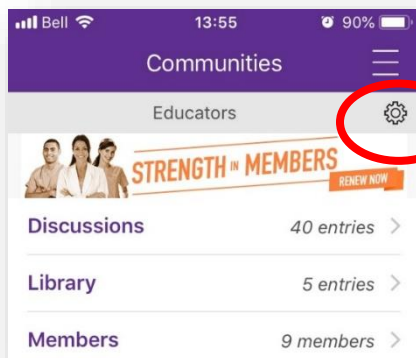 Bell 13:55 90%
Communities
Educators
STRENGTH IN MEMBERS
RENEW NOW
Discussions 40 entries
Library 5 entries
Members 9 members